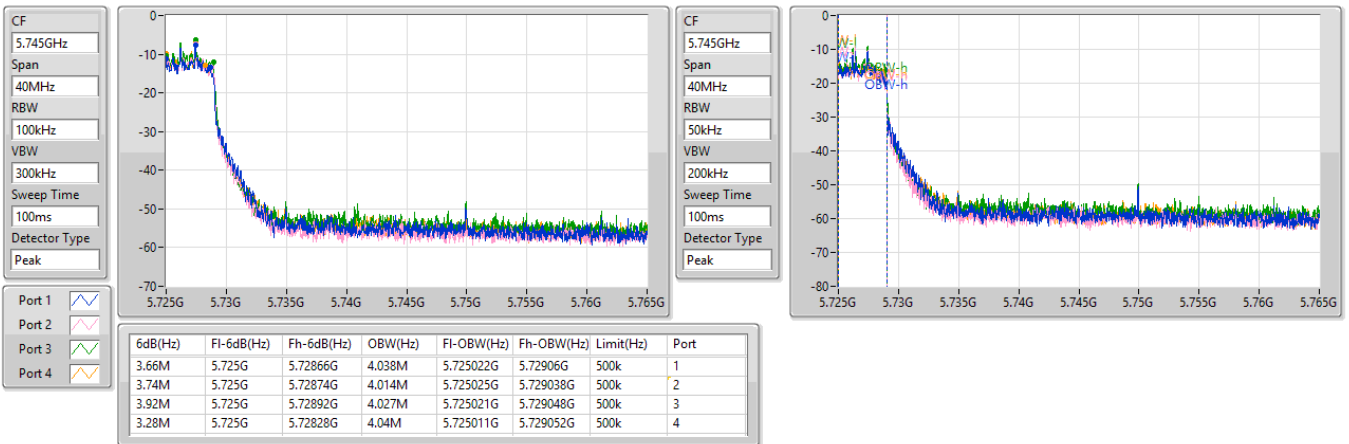 CF
5.745GHz
Span
40MHz
RBW
100kHz
VBW
300kHz
Sweep Time
100ms
Detector Type
Peak
0-
-10-
-20-
-30-
-40-
-50-
-60-
-70-
5.725G 5.73G 5.735G 5.74G 5.745G 5.75G 5.755G 5.76G 5.765G
CF
5.745GHz
Span
40MHz
RBW
50kHz
VBW
200kHz
Sweep Time
100ms
Detector Type
Peak
0-
-10-
-20-
-30-
-40-
-50-
-60-
-70-
-80-
OBW-h
5.725G 5.73G 5.735G 5.74G 5.745G 5.75G 5.755G 5.76G 5.765G
Port 1
Port 2
Port 3
Port 4
6dB(Hz) Fl-6dB(Hz) Fh-6dB(Hz) OBW(Hz) Fl-OBW(Hz) Fh-OBW(Hz) Limit(Hz) Port
3.66M 5.725G 5.72866G 4.038M 5.725022G 5.72906G 500k 1
3.74M 5.725G 5.72874G 4.014M 5.725025G 5.729038G 500k 2
3.92M 5.725G 5.72892G 4.027M 5.725021G 5.729048G 500k 3
3.28M 5.725G 5.72828G 4.04M 5.725011G 5.729052G 500k 4